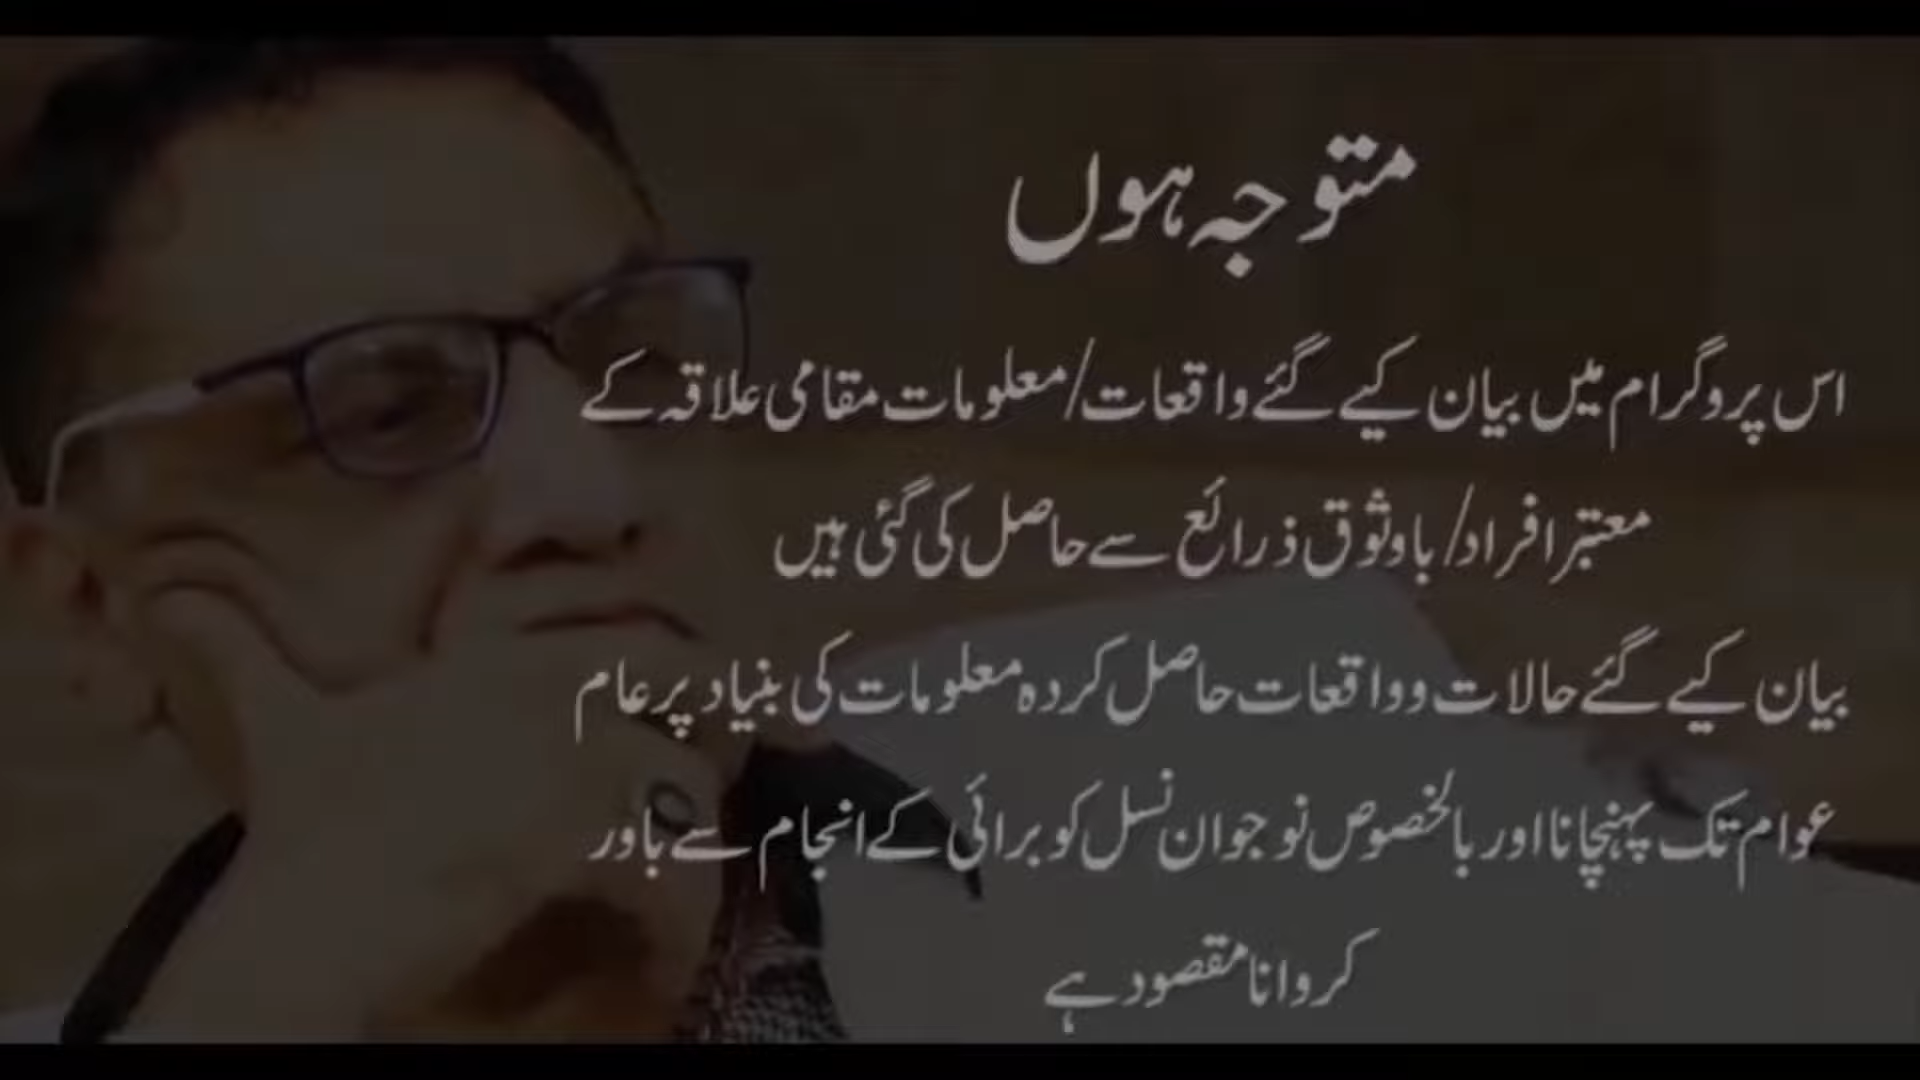 متوجہ ہوں
اس پروگرام میں بیان کیے گئے واقعات/معلومات مقامی علاقہ کے
معتبر افراد/باوثوق ذرائع سے حاصل کی گئی ہیں
بیان کیے گئے حالات و واقعات حاصل کردہ معلومات کی بنیاد پر عام
عوام تک پہنچانا اور بالخصوص نوجوان نسل کو برائی کے انجام سے باور
کروانا مقصود ہے